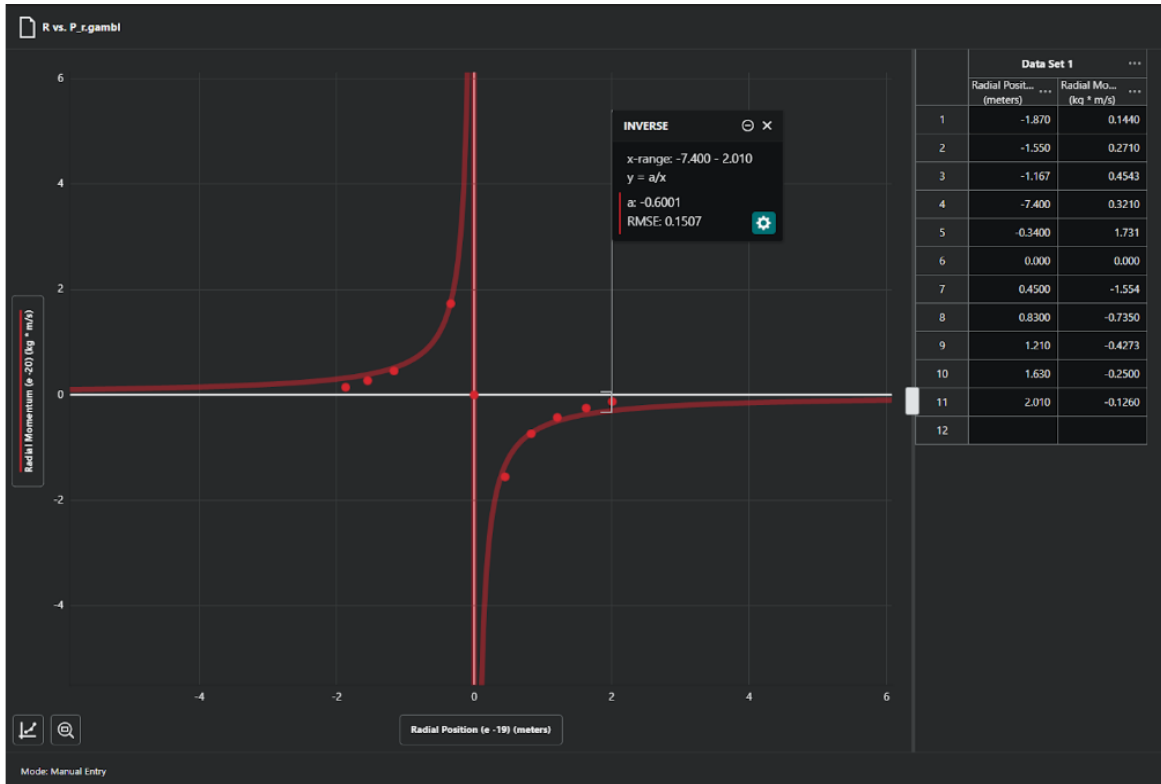 R vs. P_r.gambl
6
4
2
0
-2
-4
-4
-2
0
2
4
6
Radial Momentum (e -20) (kg * m/s)
Radial Position (e -19) (meters)
INVERSE
x-range: -7.400 - 2.010
y = a/x
a: -0.6001
RMSE: 0.1507
Data Set 1 ...
Radial Posit... ... Radial Mo... ...
(meters) (kg * m/s)
1 -1.870 0.1440
2 -1.550 0.2710
3 -1.167 0.4543
4 -7.400 0.3210
5 -0.3400 1.731
6 0.000 0.000
7 0.4500 -1.554
8 0.8300 -0.7350
9 1.210 -0.4273
10 1.630 -0.2500
11 2.010 -0.1260
12
Mode: Manual Entry